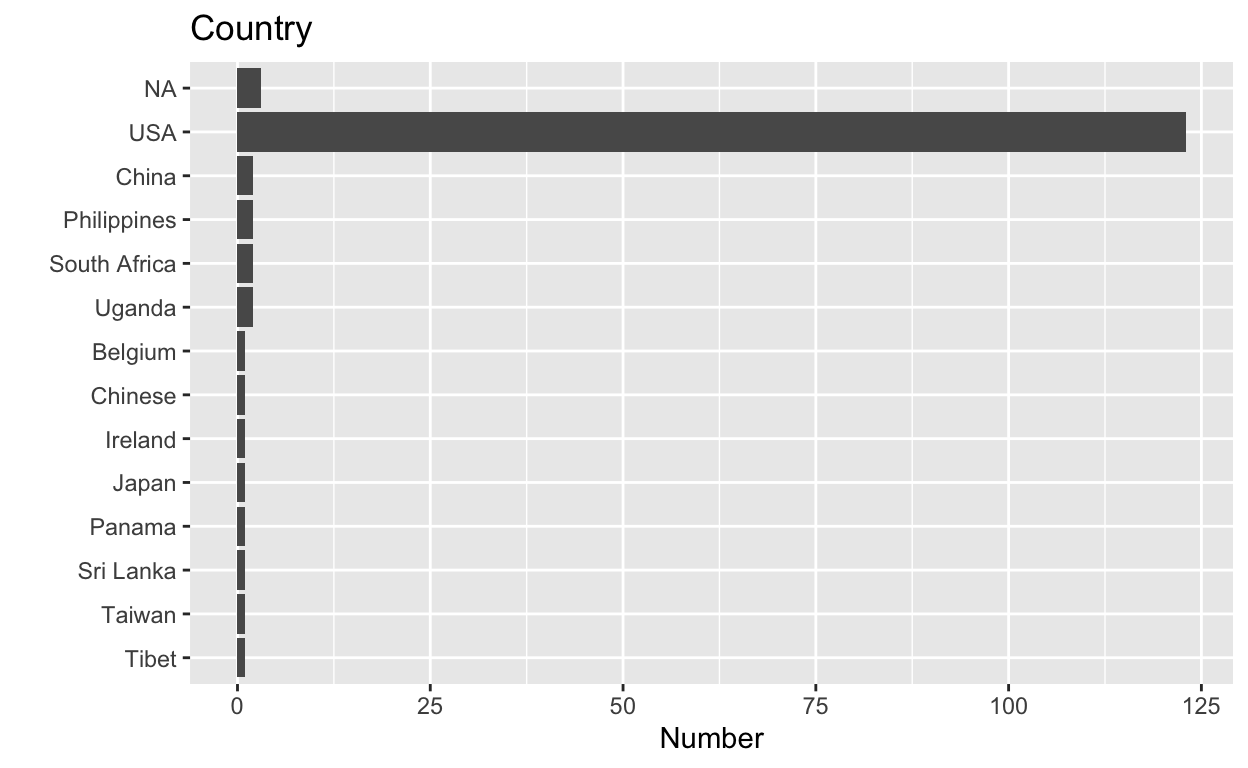 Country
NA
USA
China
Philippines
South Africa
Uganda
Belgium
Chinese
Ireland
Japan
Panama
Sri Lanka
Taiwan
Tibet
0 25 50 75 100 125
Number